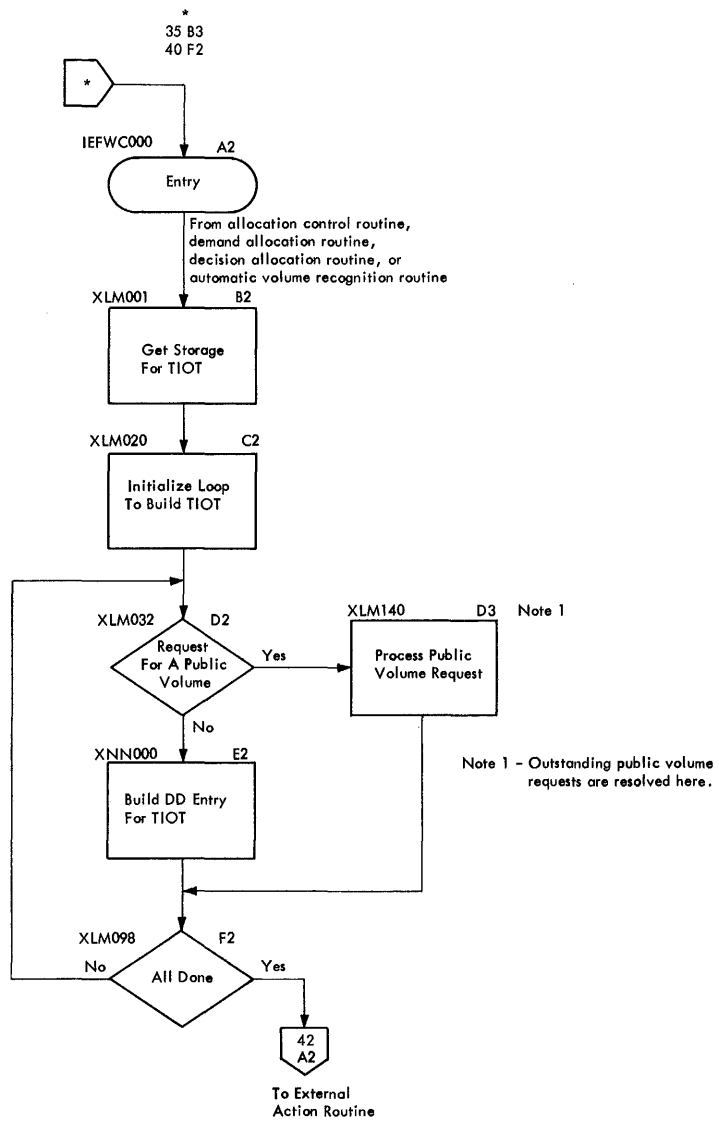 *
35 B3
40 F2
*
IEFWC000 A2
Entry
From allocation control routine,
demand allocation routine,
decision allocation routine, or
automatic volume recognition routine
XLM001 B2
Get Storage
For TIOT
XLM020 C2
Initialize Loop
To Build TIOT
XLM032 D2
Request
For A Public
Volume
Yes
No
XLM140 D3 Note 1
Process Public
Volume Request
XNN000 E2
Build DD Entry
For TIOT
Note 1 - Outstanding public volume
requests are resolved here.
XLM098 F2
No
All Done
Yes
42
A2
To External
Action Routine